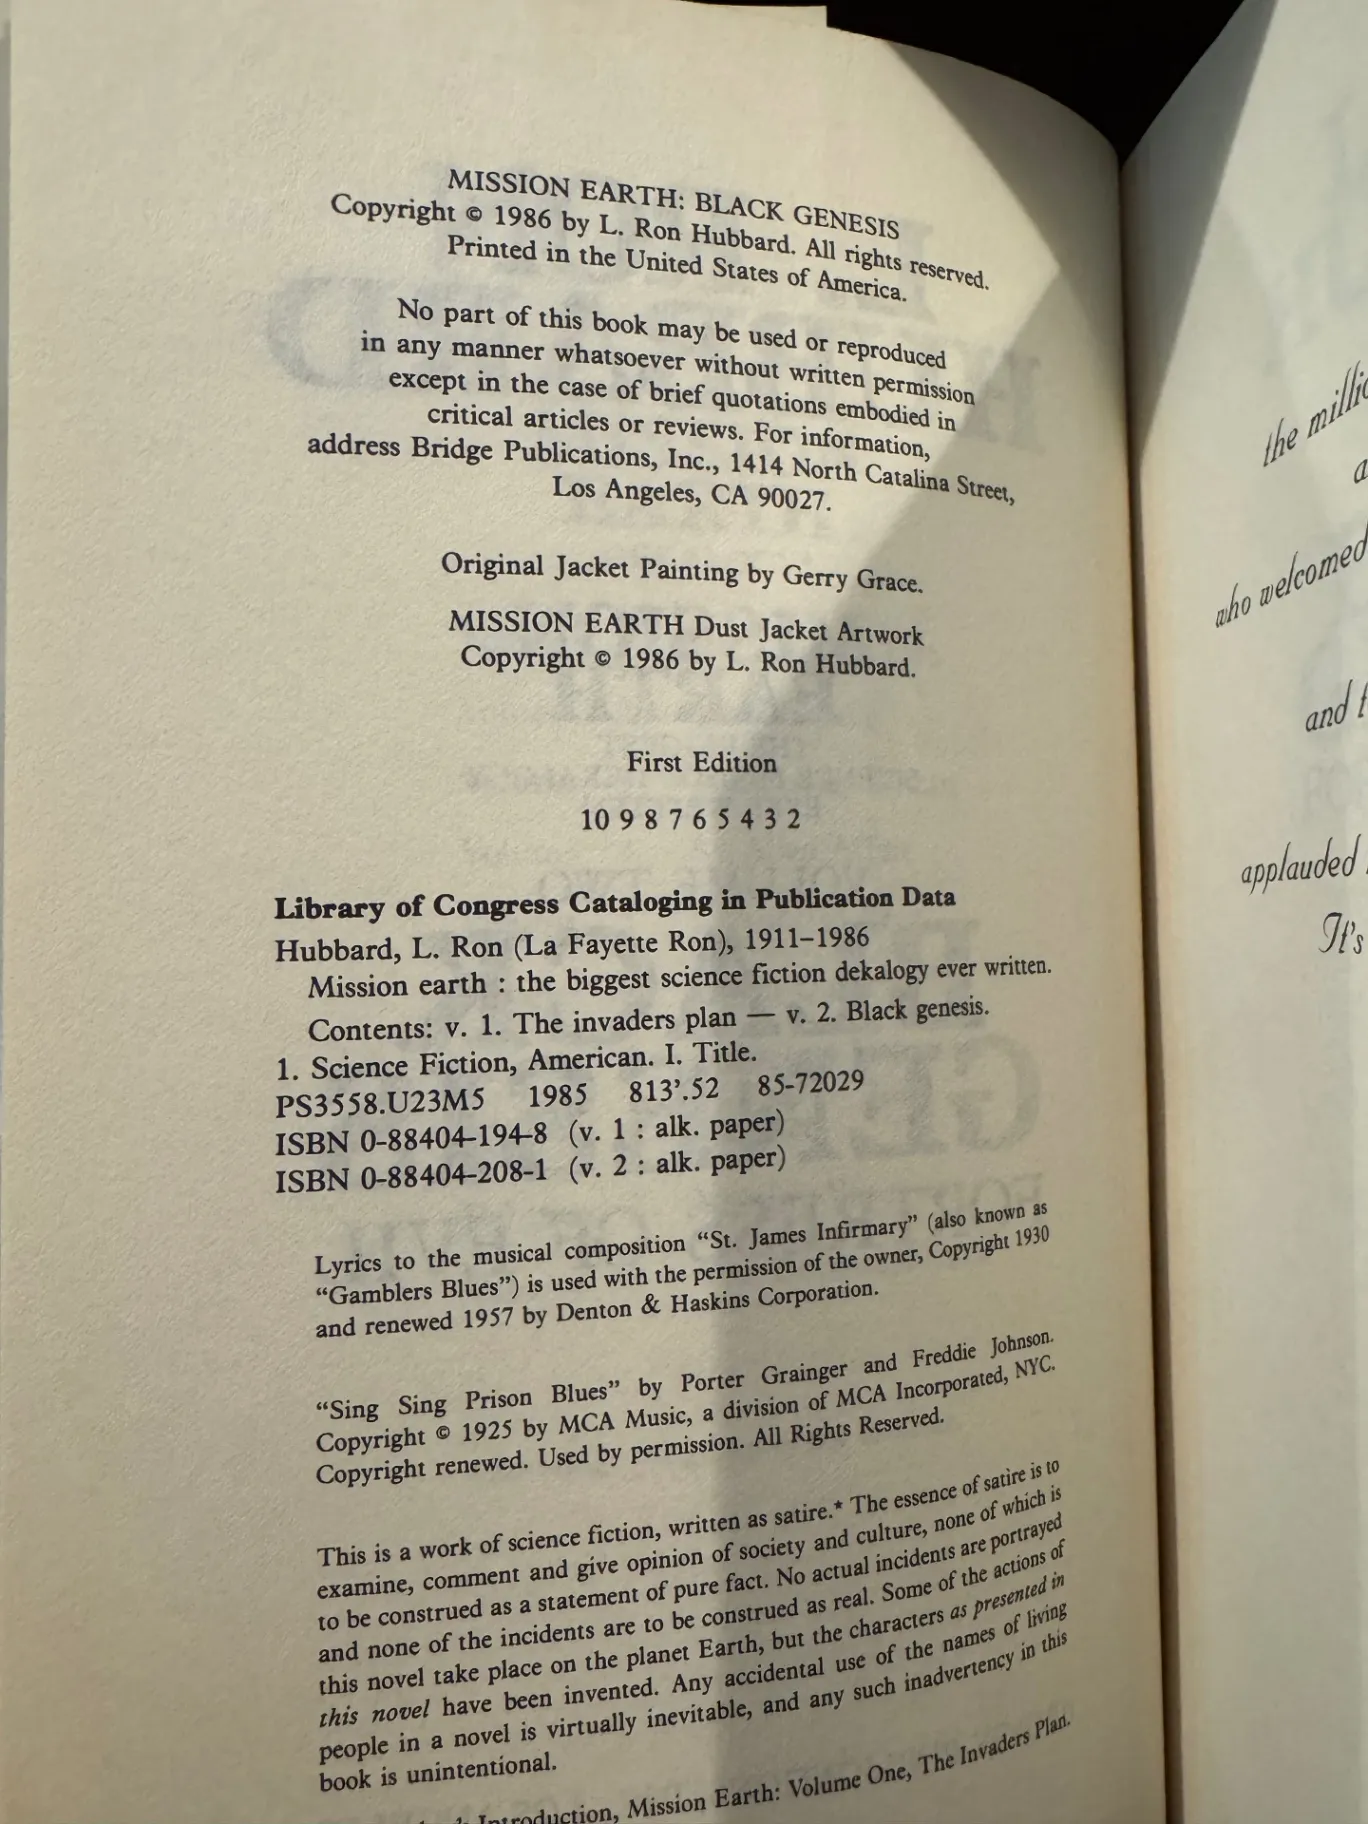 MISSION EARTH: BLACK GENESIS
Copyright © 1986 by L. Ron Hubbard. All rights reserved.
Printed in the United States of America.
No part of this book may be used or reproduced
in any manner whatsoever without written permission
except in the case of brief quotations embodied in
critical articles or reviews. For information,
address Bridge Publications, Inc., 1414 North Catalina Street,
Los Angeles, CA 90027.
Original Jacket Painting by Gerry Grace.
MISSION EARTH Dust Jacket Artwork
Copyright © 1986 by L. Ron Hubbard.
First Edition
10 9 8 7 6 5 4 3 2
Library of Congress Cataloging in Publication Data
Hubbard, L. Ron (La Fayette Ron), 1911–1986
Mission earth : the biggest science fiction dekalogy ever written.
Contents: v. 1. The invaders plan — v. 2. Black genesis.
1. Science Fiction, American. I. Title.
PS3558.U23M5 1985 813’.52 85-72029
ISBN 0-88404-194-8 (v. 1 : alk. paper)
ISBN 0-88404-208-1 (v. 2 : alk. paper)
Lyrics to the musical composition “St. James Infirmary” (also known as
“Gamblers Blues”) is used with the permission of the owner, Copyright 1930
and renewed 1957 by Denton & Haskins Corporation.
“Sing Sing Prison Blues” by Porter Grainger and Freddie Johnson.
Copyright © 1925 by MCA Music, a division of MCA Incorporated, NYC.
Copyright renewed. Used by permission. All Rights Reserved.
This is a work of science fiction, written as satire.* The essence of satire is to
examine, comment and give opinion of society and culture, none of which is
to be construed as a statement of pure fact. No actual incidents are portrayed
and none of the incidents are to be construed as real. Some of the actions of
this novel take place on the planet Earth, but the characters as presented in
this novel have been invented. Any accidental use of the names of living
people in a novel is virtually inevitable, and any such inadvertency in this
book is unintentional.
Introduction, Mission Earth: Volume One, The Invaders Plan.
the
who welcomed
and
applauded
It's